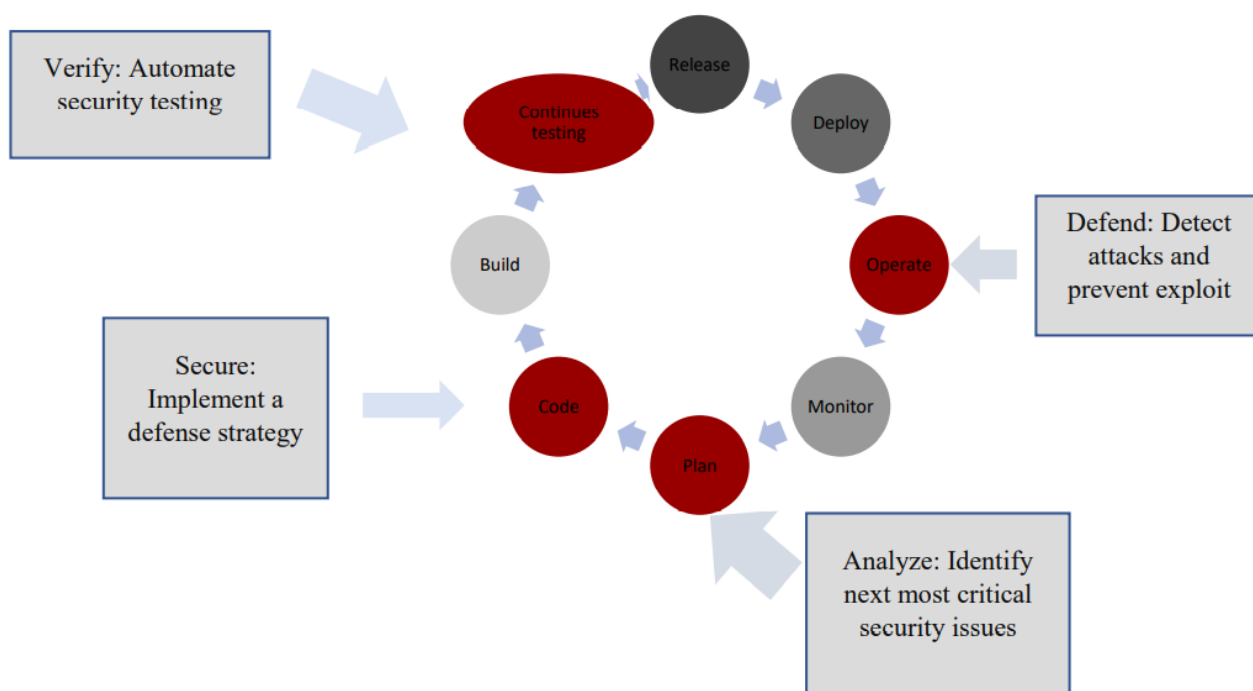 Release
Verify: Automate
security testing
Continues
testing
Deploy
Defend: Detect
attacks and
prevent exploit
Build
Operate
Secure:
Implement a
defense strategy
Code
Monitor
Plan
Analyze: Identify
next most critical
security issues